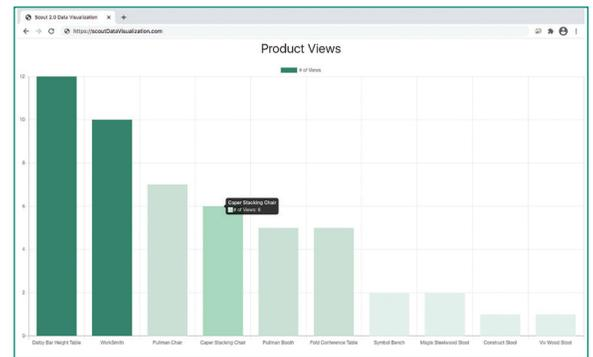 Scout 2.0 Data Visualization
https://scoutDataVisualization.com
Product Views
# of Views
12
10
8
6
4
2
0
Caper Stacking Chair
# of Views: 6
Dalby Bar Height Table
WorkSmith
Pullman Chair
Caper Stacking Chair
Pullman Booth
Fold Conference Table
Symbol Bench
Magis Steelwood Stool
Construct Stool
Viv Wood Stool